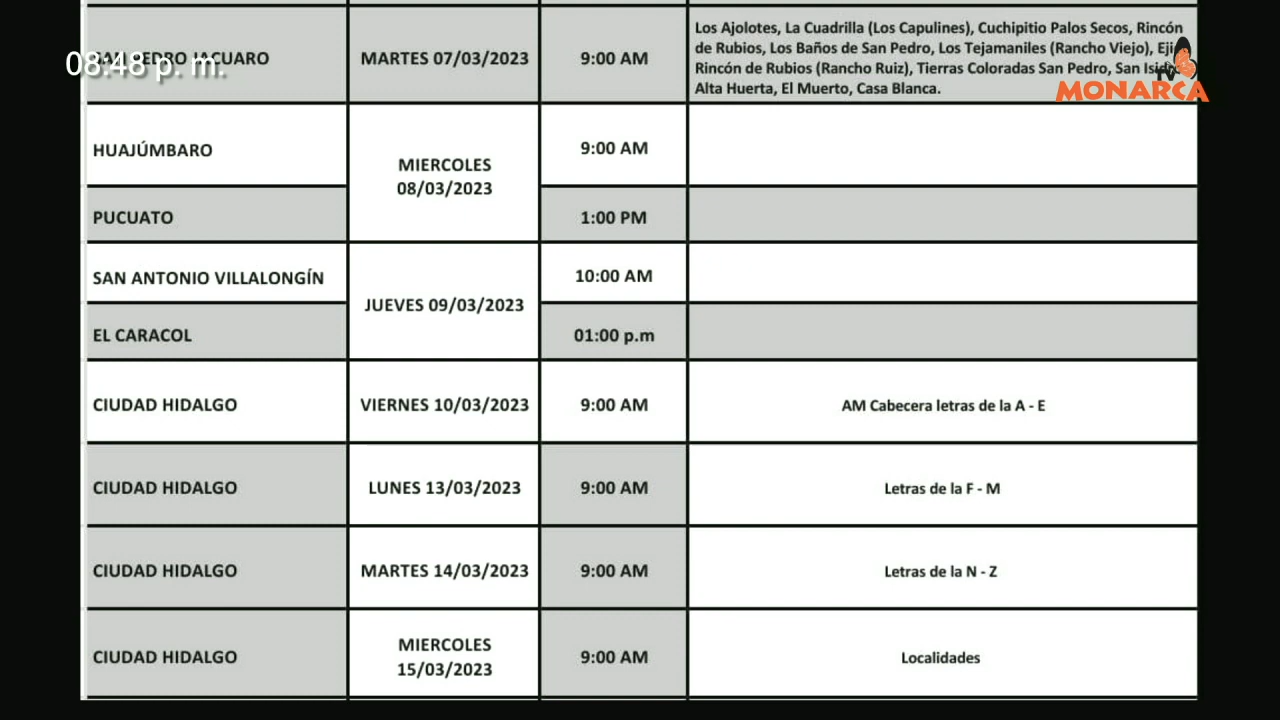 08:48 p. m.
SAN PEDRO JACUARO
MARTES 07/03/2023
9:00 AM
Los Ajolotes, La Cuadrilla (Los Capulines), Cuchipitio Palos Secos, Rincón
de Rubios, Los Baños de San Pedro, Los Tejamaniles (Rancho Viejo),
Rincón de Rubios (Rancho Ruiz), Tierras Coloradas San Pedro, San
Alta Huerta, El Muerto, Casa Blanca.
TV
MONARCA
HUAJÚMBARO
MIERCOLES
08/03/2023
9:00 AM
PUCUATO
1:00 PM
SAN ANTONIO VILLALONGÍN
JUEVES 09/03/2023
10:00 AM
EL CARACOL
01:00 p.m
CIUDAD HIDALGO
VIERNES 10/03/2023
9:00 AM
AM Cabecera letras de la A - E
CIUDAD HIDALGO
LUNES 13/03/2023
9:00 AM
Letras de la F - M
CIUDAD HIDALGO
MARTES 14/03/2023
9:00 AM
Letras de la N - Z
CIUDAD HIDALGO
MIERCOLES
15/03/2023
9:00 AM
Localidades